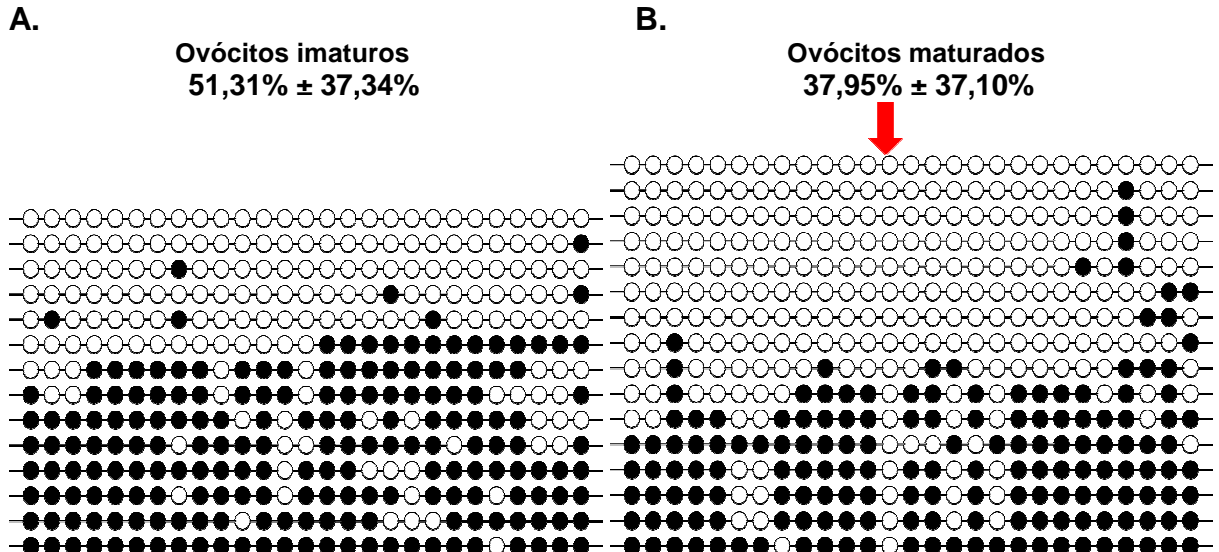 A.
Ovócitos imaturos
51,31% ± 37,34%
B.
Ovócitos maturados
37,95% ± 37,10%